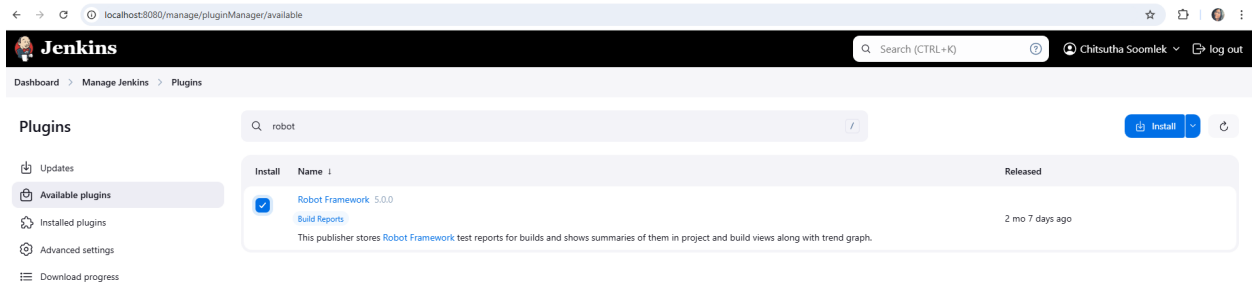 localhost:8080/manage/pluginManager/available
Jenkins
Search (CTRL+K)
?
Chitsutha Soomlek
log out
Dashboard > Manage Jenkins > Plugins
Plugins
robot
/
Install
Updates
Available plugins
Installed plugins
Advanced settings
Download progress
Install Name ↓ Released
Robot Framework 5.0.0
Build Reports
This publisher stores Robot Framework test reports for builds and shows summaries of them in project and build views along with trend graph.
2 mo 7 days ago